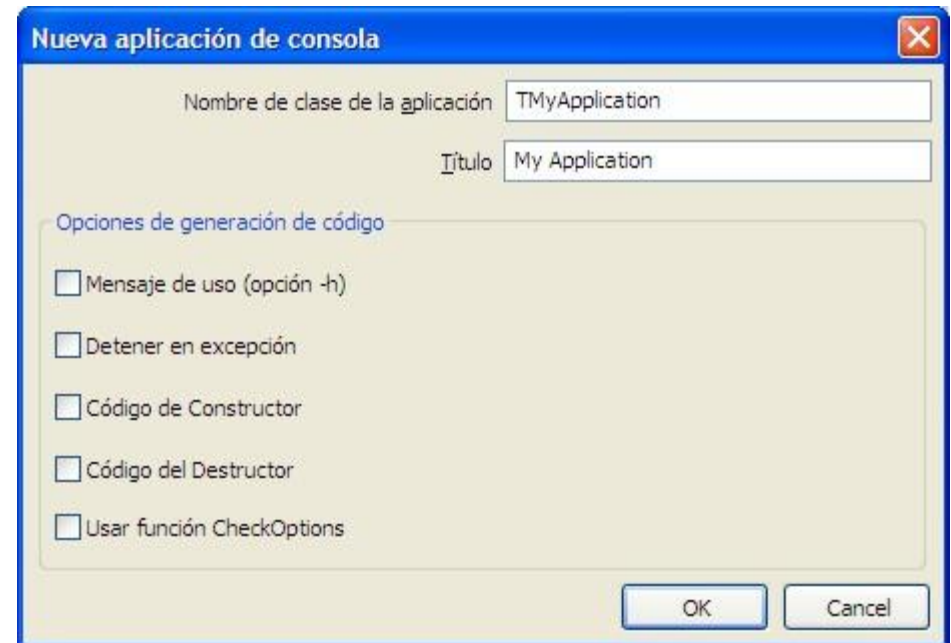 Nueva aplicación de consola
Nombre de clase de la aplicación TMyApplication
Título My Application
Opciones de generación de código
Mensaje de uso (opción -h)
Detener en excepción
Código de Constructor
Código del Destructor
Usar función CheckOptions
OK Cancel